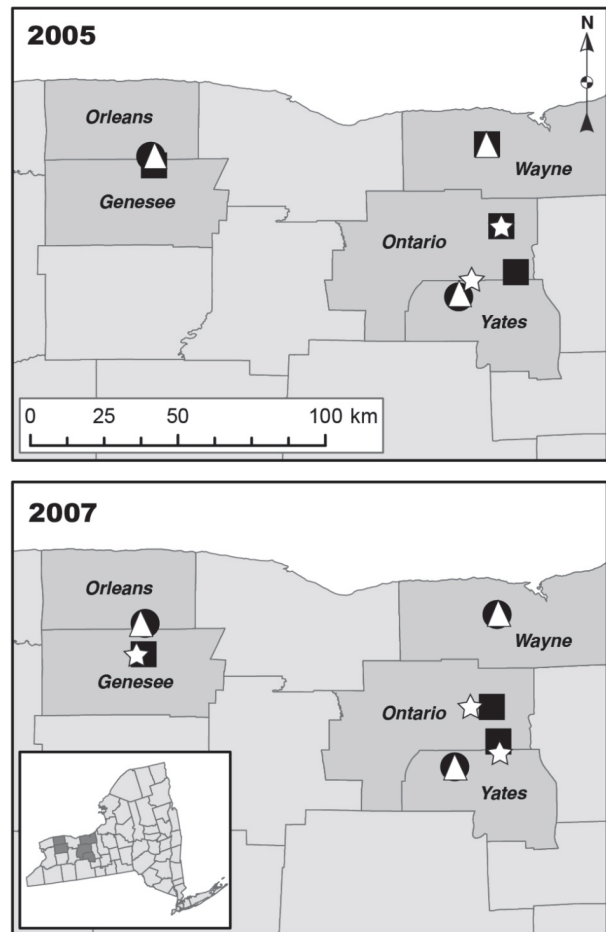 2005
N
Orleans
Wayne
Genesee
Ontario
Yates
0 25 50 100 km
2007
Orleans
Wayne
Genesee
Ontario
Yates